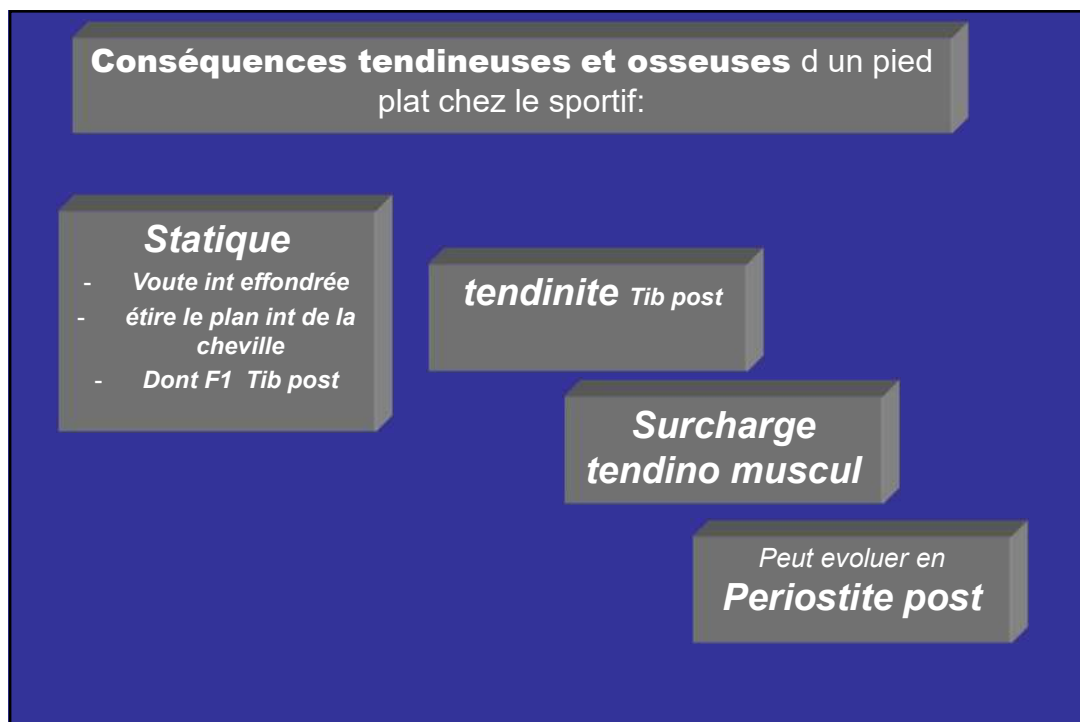 Conséquences tendineuses et osseuses d un pied
plat chez le sportif:
Statique
- Voute int effondrée
- étire le plan int de la
cheville
- Dont F1 Tib post
tendinite Tib post
Surcharge
tendino muscul
Peut evoluer en
Periostite post